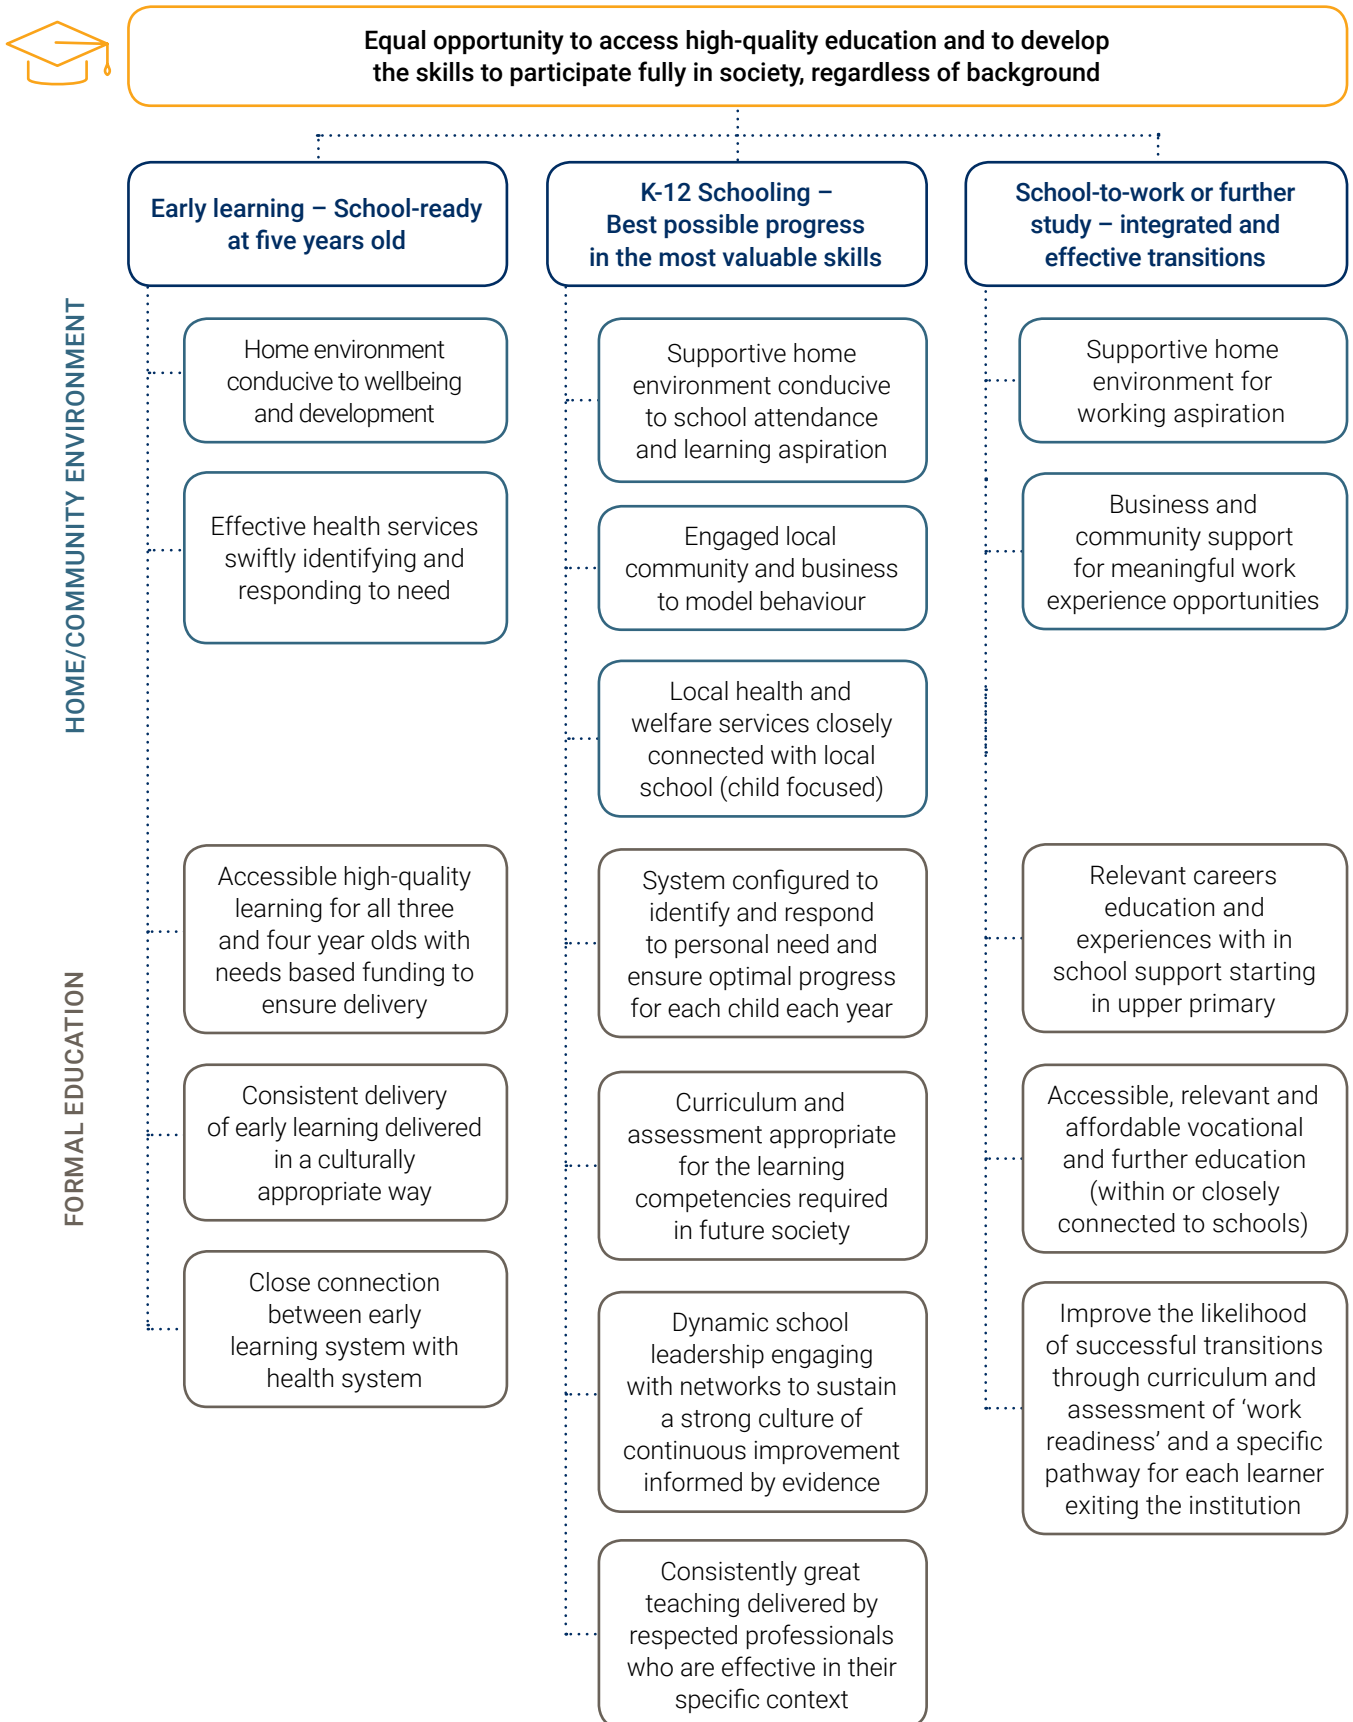 Equal opportunity to access high-quality education and to develop
the skills to participate fully in society, regardless of background
Early learning – School-ready
at five years old
K-12 Schooling –
Best possible progress
in the most valuable skills
School-to-work or further
study – integrated and
effective transitions
HOME/COMMUNITY ENVIRONMENT
Home environment
conducive to wellbeing
and development
Effective health services
swiftly identifying and
responding to need
Supportive home
environment conducive
to school attendance
and learning aspiration
Engaged local
community and business
to model behaviour
Local health and
welfare services closely
connected with local
school (child focused)
Supportive home
environment for
working aspiration
Business and
community support
for meaningful work
experience opportunities
FORMAL EDUCATION
Accessible high-quality
learning for all three
and four year olds with
needs based funding to
ensure delivery
Consistent delivery
of early learning delivered
in a culturally
appropriate way
Close connection
between early
learning system with
health system
System configured to
identify and respond
to personal need and
ensure optimal progress
for each child each year
Curriculum and
assessment appropriate
for the learning
competencies required
in future society
Dynamic school
leadership engaging
with networks to sustain
a strong culture of
continuous improvement
informed by evidence
Consistently great
teaching delivered by
respected professionals
who are effective in their
specific context
Relevant careers
education and
experiences with in
school support starting
in upper primary
Accessible, relevant and
affordable vocational
and further education
(within or closely
connected to schools)
Improve the likelihood
of successful transitions
through curriculum and
assessment of ‘work
readiness’ and a specific
pathway for each learner
exiting the institution